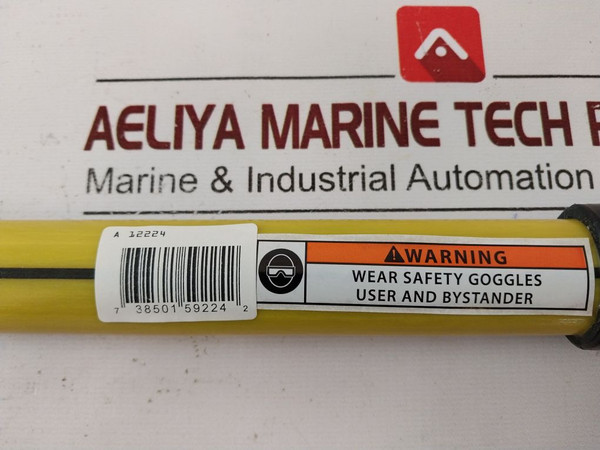 AELIYA MARINE TECH
Marine & Industrial Automation
A 12224
7 38501 59224 2
WARNING
WEAR SAFETY GOGGLES
USER AND BYSTANDER